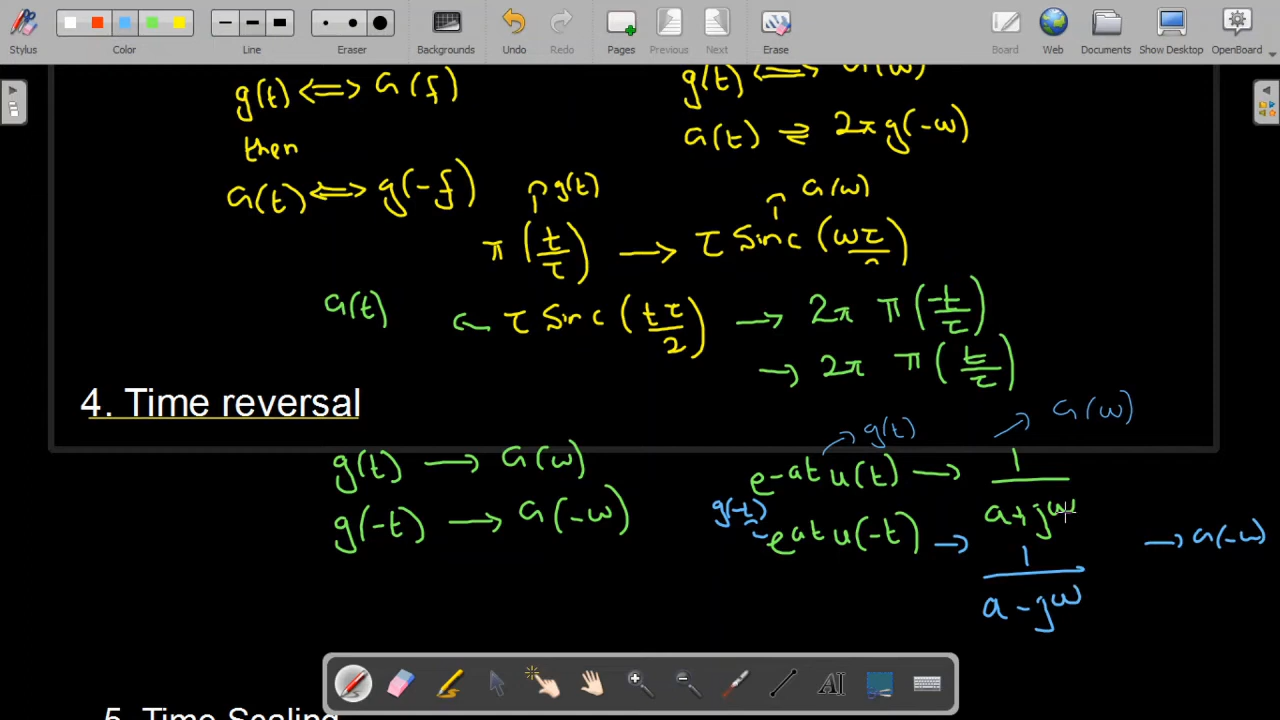 Stylus Color Line Eraser Backgrounds Undo Redo Pages Previous Next Erase Board Web Documents Show Desktop OpenBoard
g(t) ⟺ G(f)
then
G(t) ⟺ g(-f)
g(t) ⟺ G(ω)
G(t) ⇌ 2π g(-ω)
g(t) G(ω)
π (t/τ) → τ Sinc (ωτ/2)
G(t) ← τ Sinc (tτ/2) → 2π π (-t/τ)
→ 2π π (t/τ)
4. Time reversal
g(t) → G(ω)
g(-t) → G(-ω)
→ g(t) → G(ω)
e-at u(t) → 1/(a+jω)
g(-t) eat u(-t) → 1/(a-jω) → G(-ω)
5. Time Scaling